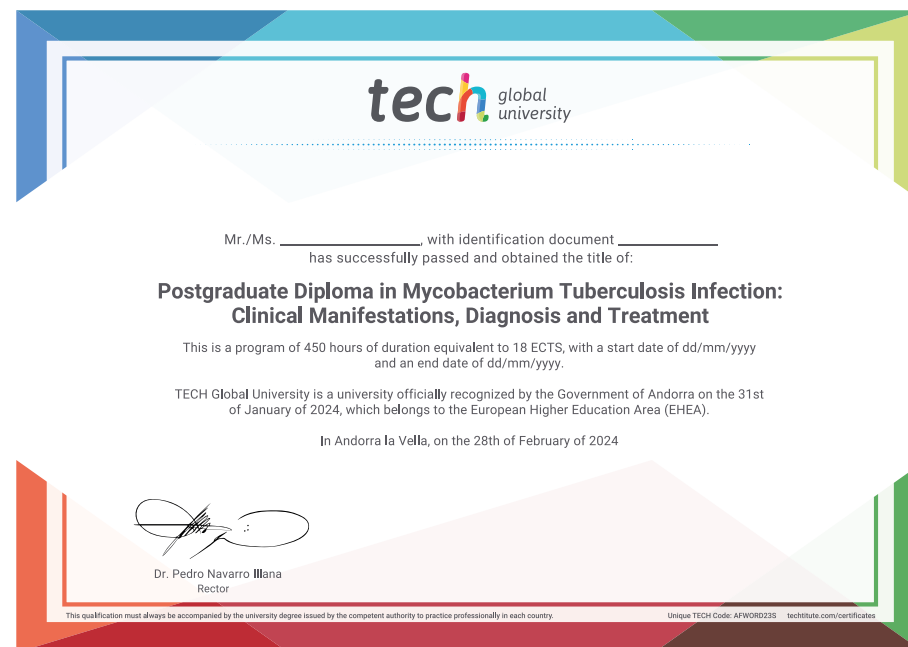 tech global university
Mr./Ms. ____________, with identification document ____________
has successfully passed and obtained the title of:
Postgraduate Diploma in Mycobacterium Tuberculosis Infection:
Clinical Manifestations, Diagnosis and Treatment
This is a program of 450 hours of duration equivalent to 18 ECTS, with a start date of dd/mm/yyyy
and an end date of dd/mm/yyyy.
TECH Global University is a university officially recognized by the Government of Andorra on the 31st
of January of 2024, which belongs to the European Higher Education Area (EHEA).
In Andorra la Vella, on the 28th of February of 2024
Dr. Pedro Navarro Illana
Rector
This qualification must always be accompanied by the university degree issued by the competent authority to practice professionally in each country. Unique TECH Code: AFWORD23S techtitute.com/certificates